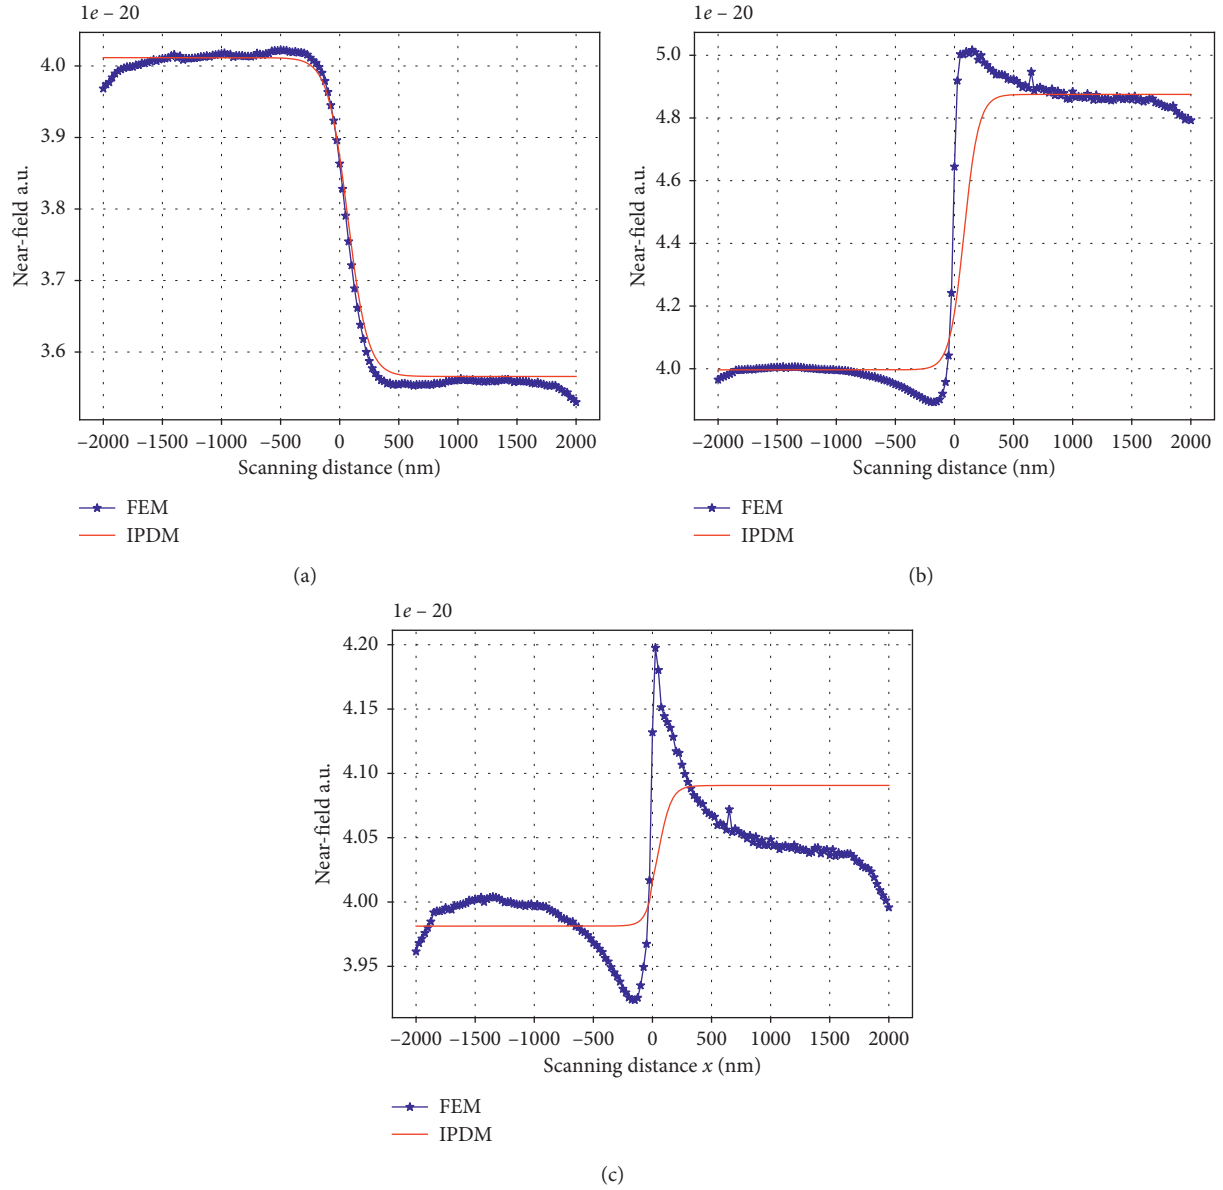 1e – 20
4.0
3.9
3.8
3.7
3.6
Near-field a.u.
–2000 –1500 –1000 –500 0 500 1000 1500 2000
Scanning distance (nm)
FEM
IPDM
(a)
1e – 20
5.0
4.8
4.6
4.4
4.2
4.0
Near-field a.u.
–2000 –1500 –1000 –500 0 500 1000 1500 2000
Scanning distance (nm)
FEM
IPDM
(b)
1e – 20
4.20
4.15
4.10
4.05
4.00
3.95
Near-field a.u.
–2000 –1500 –1000 –500 0 500 1000 1500 2000
Scanning distance x (nm)
FEM
IPDM
(c)